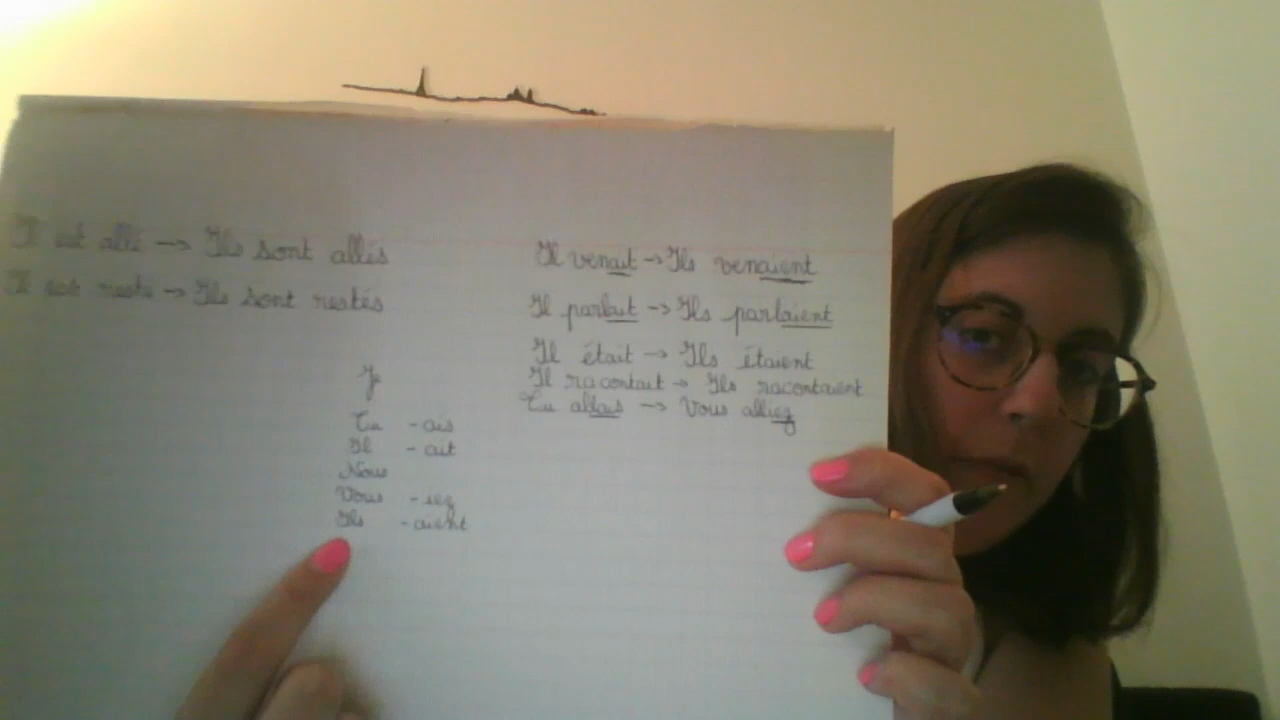 Il est allé -> Ils sont allés
Il est resté -> Ils sont restés
Je
Tu - ais
Il - ait
Nous
Vous - iez
Ils - aient
Il venait -> Ils venaient
Il parlait -> Ils parlaient
Il était -> Ils étaient
Il racontait -> Ils racontaient
Tu allais -> Vous alliez